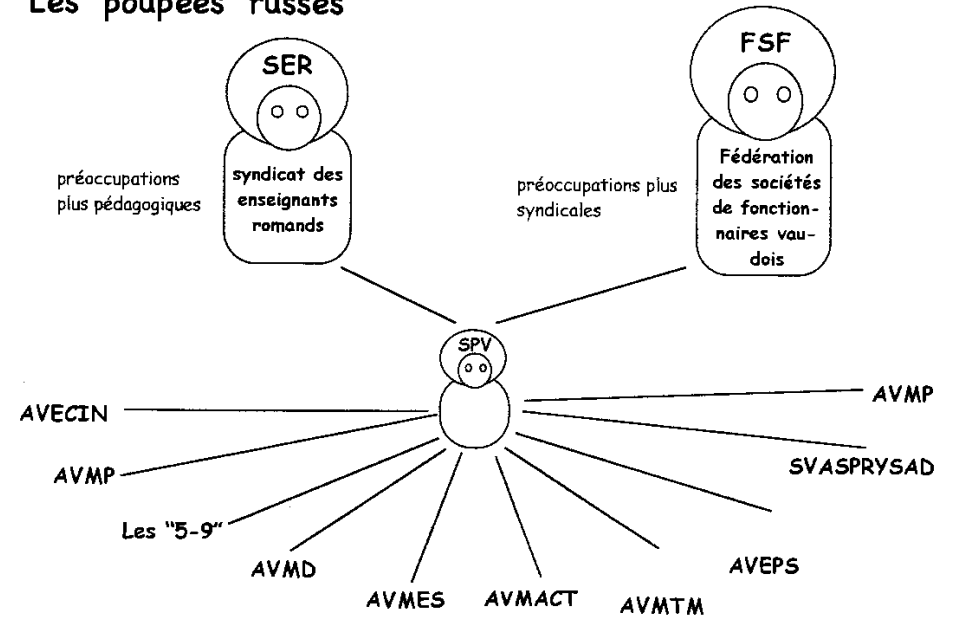 Les poupées russes
SER
FSF
syndicat des
enseignants
romands
préoccupations
plus pédagogiques
Fédération
des sociétés
de fonction-
naires vau-
dois
préoccupations plus
syndicales
SPV
AVECIN
AVMP
Les "5-9"
AVMD
AVMES
AVMACT
AVMTM
AVEPS
SVASPRYSAD
AVMP